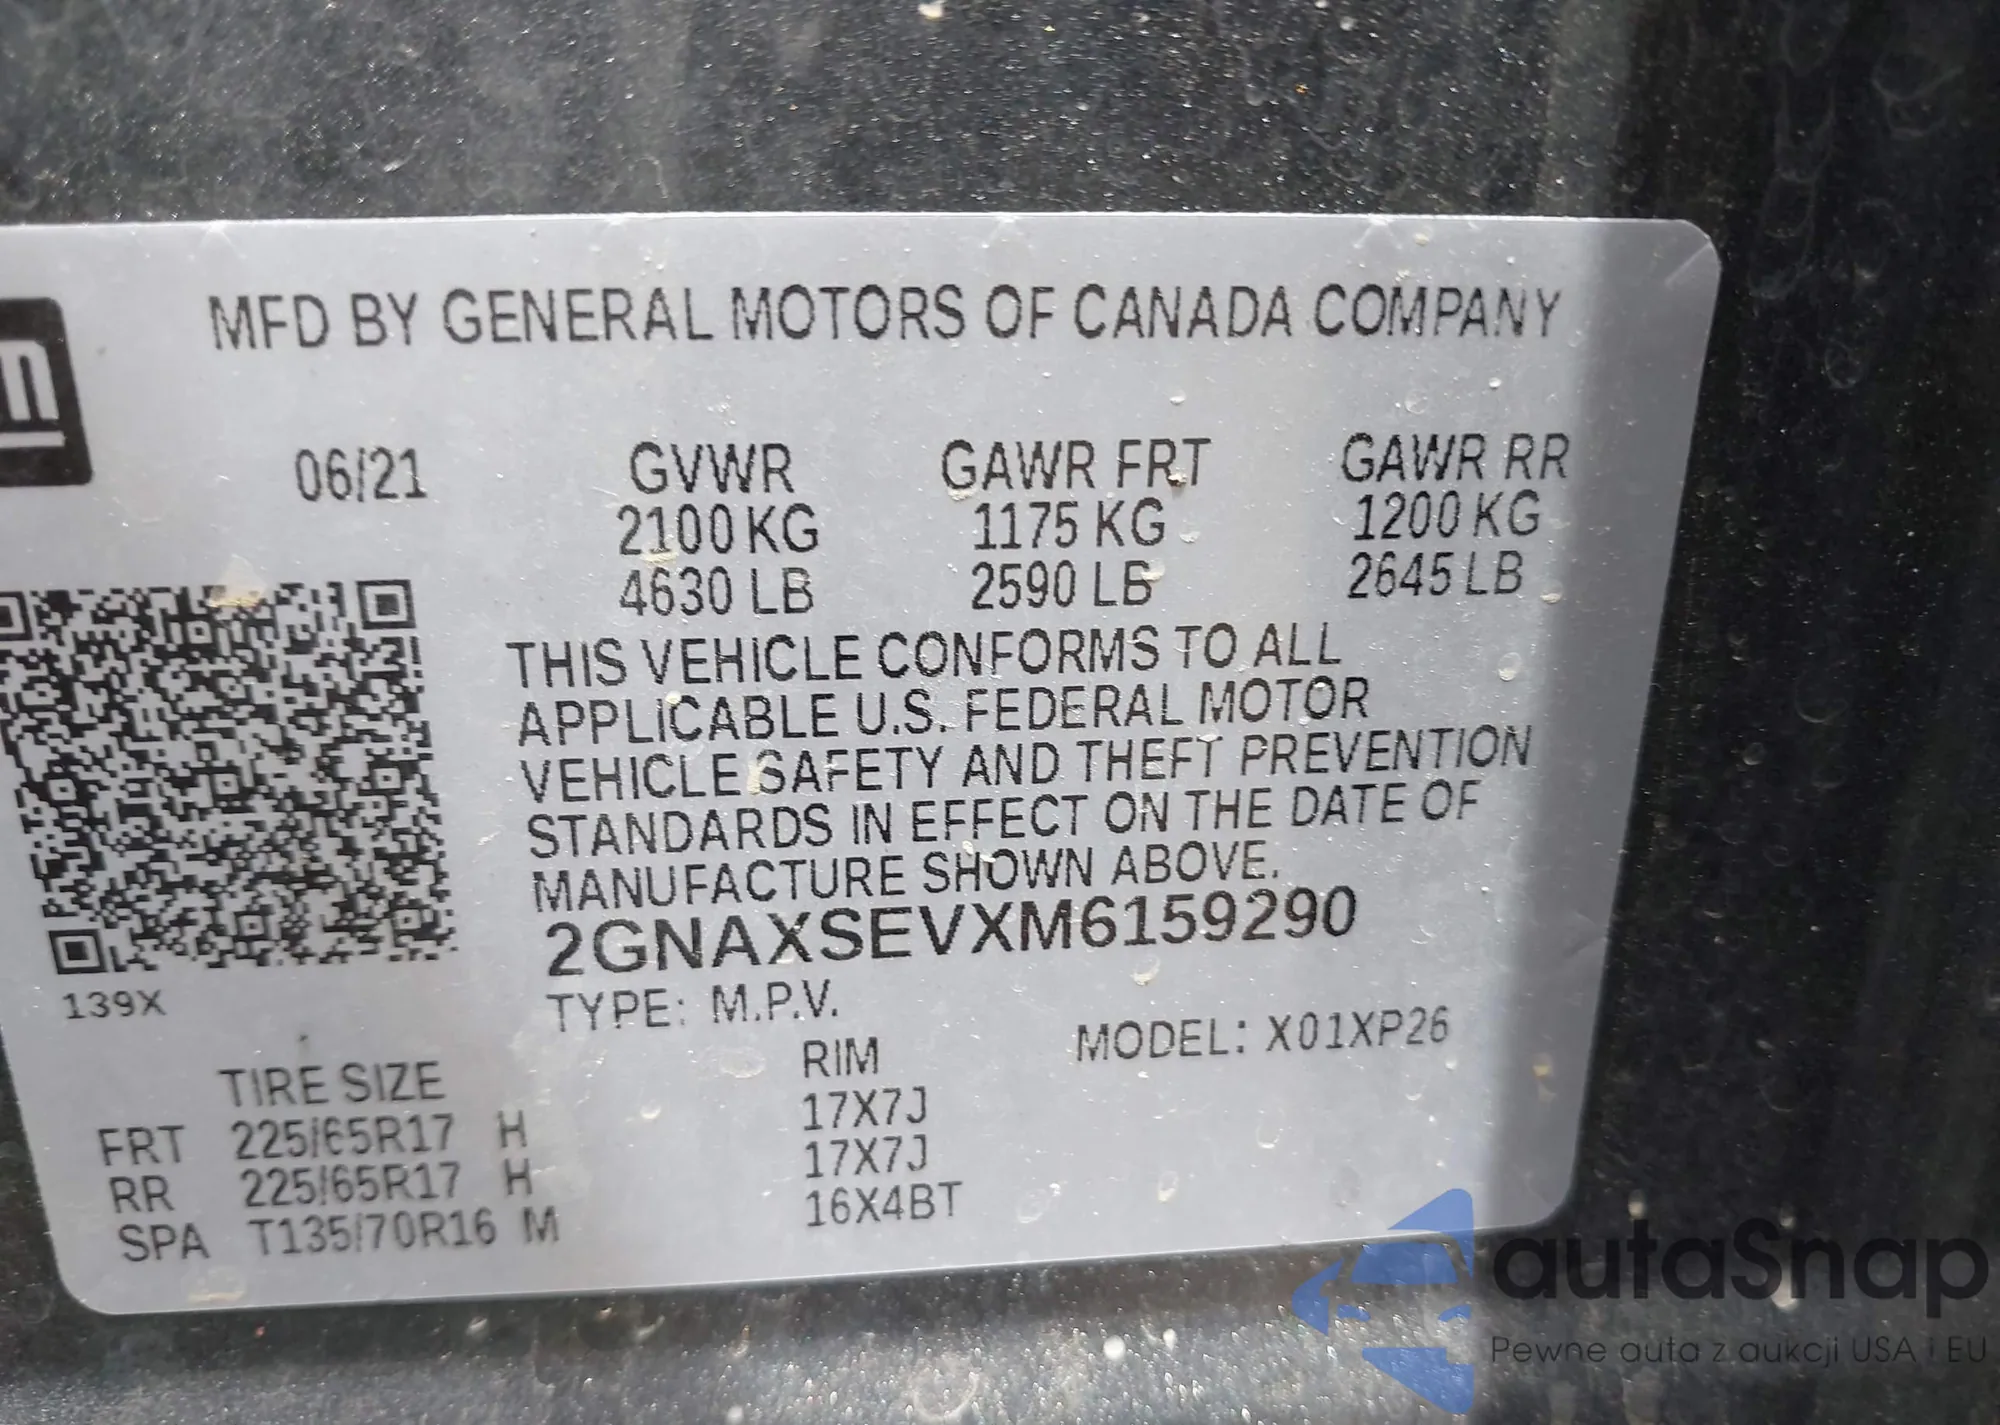 MFD BY GENERAL MOTORS OF CANADA COMPANY
06/21 GVWR GAWR FRT GAWR RR
2100 KG 1175 KG 1200 KG
4630 LB 2590 LB 2645 LB
THIS VEHICLE CONFORMS TO ALL
APPLICABLE U.S. FEDERAL MOTOR
VEHICLE SAFETY AND THEFT PREVENTION
STANDARDS IN EFFECT ON THE DATE OF
MANUFACTURE SHOWN ABOVE.
2GNAXSEVXM6159290
139X
TYPE: M.P.V.
MODEL: X01XP26
TIRE SIZE RIM
FRT 225/65R17 H 17X7J
RR 225/65R17 H 17X7J
SPA T135/70R16 M 16X4BT
autaSnap
Pewne auta z aukcji USA i EU